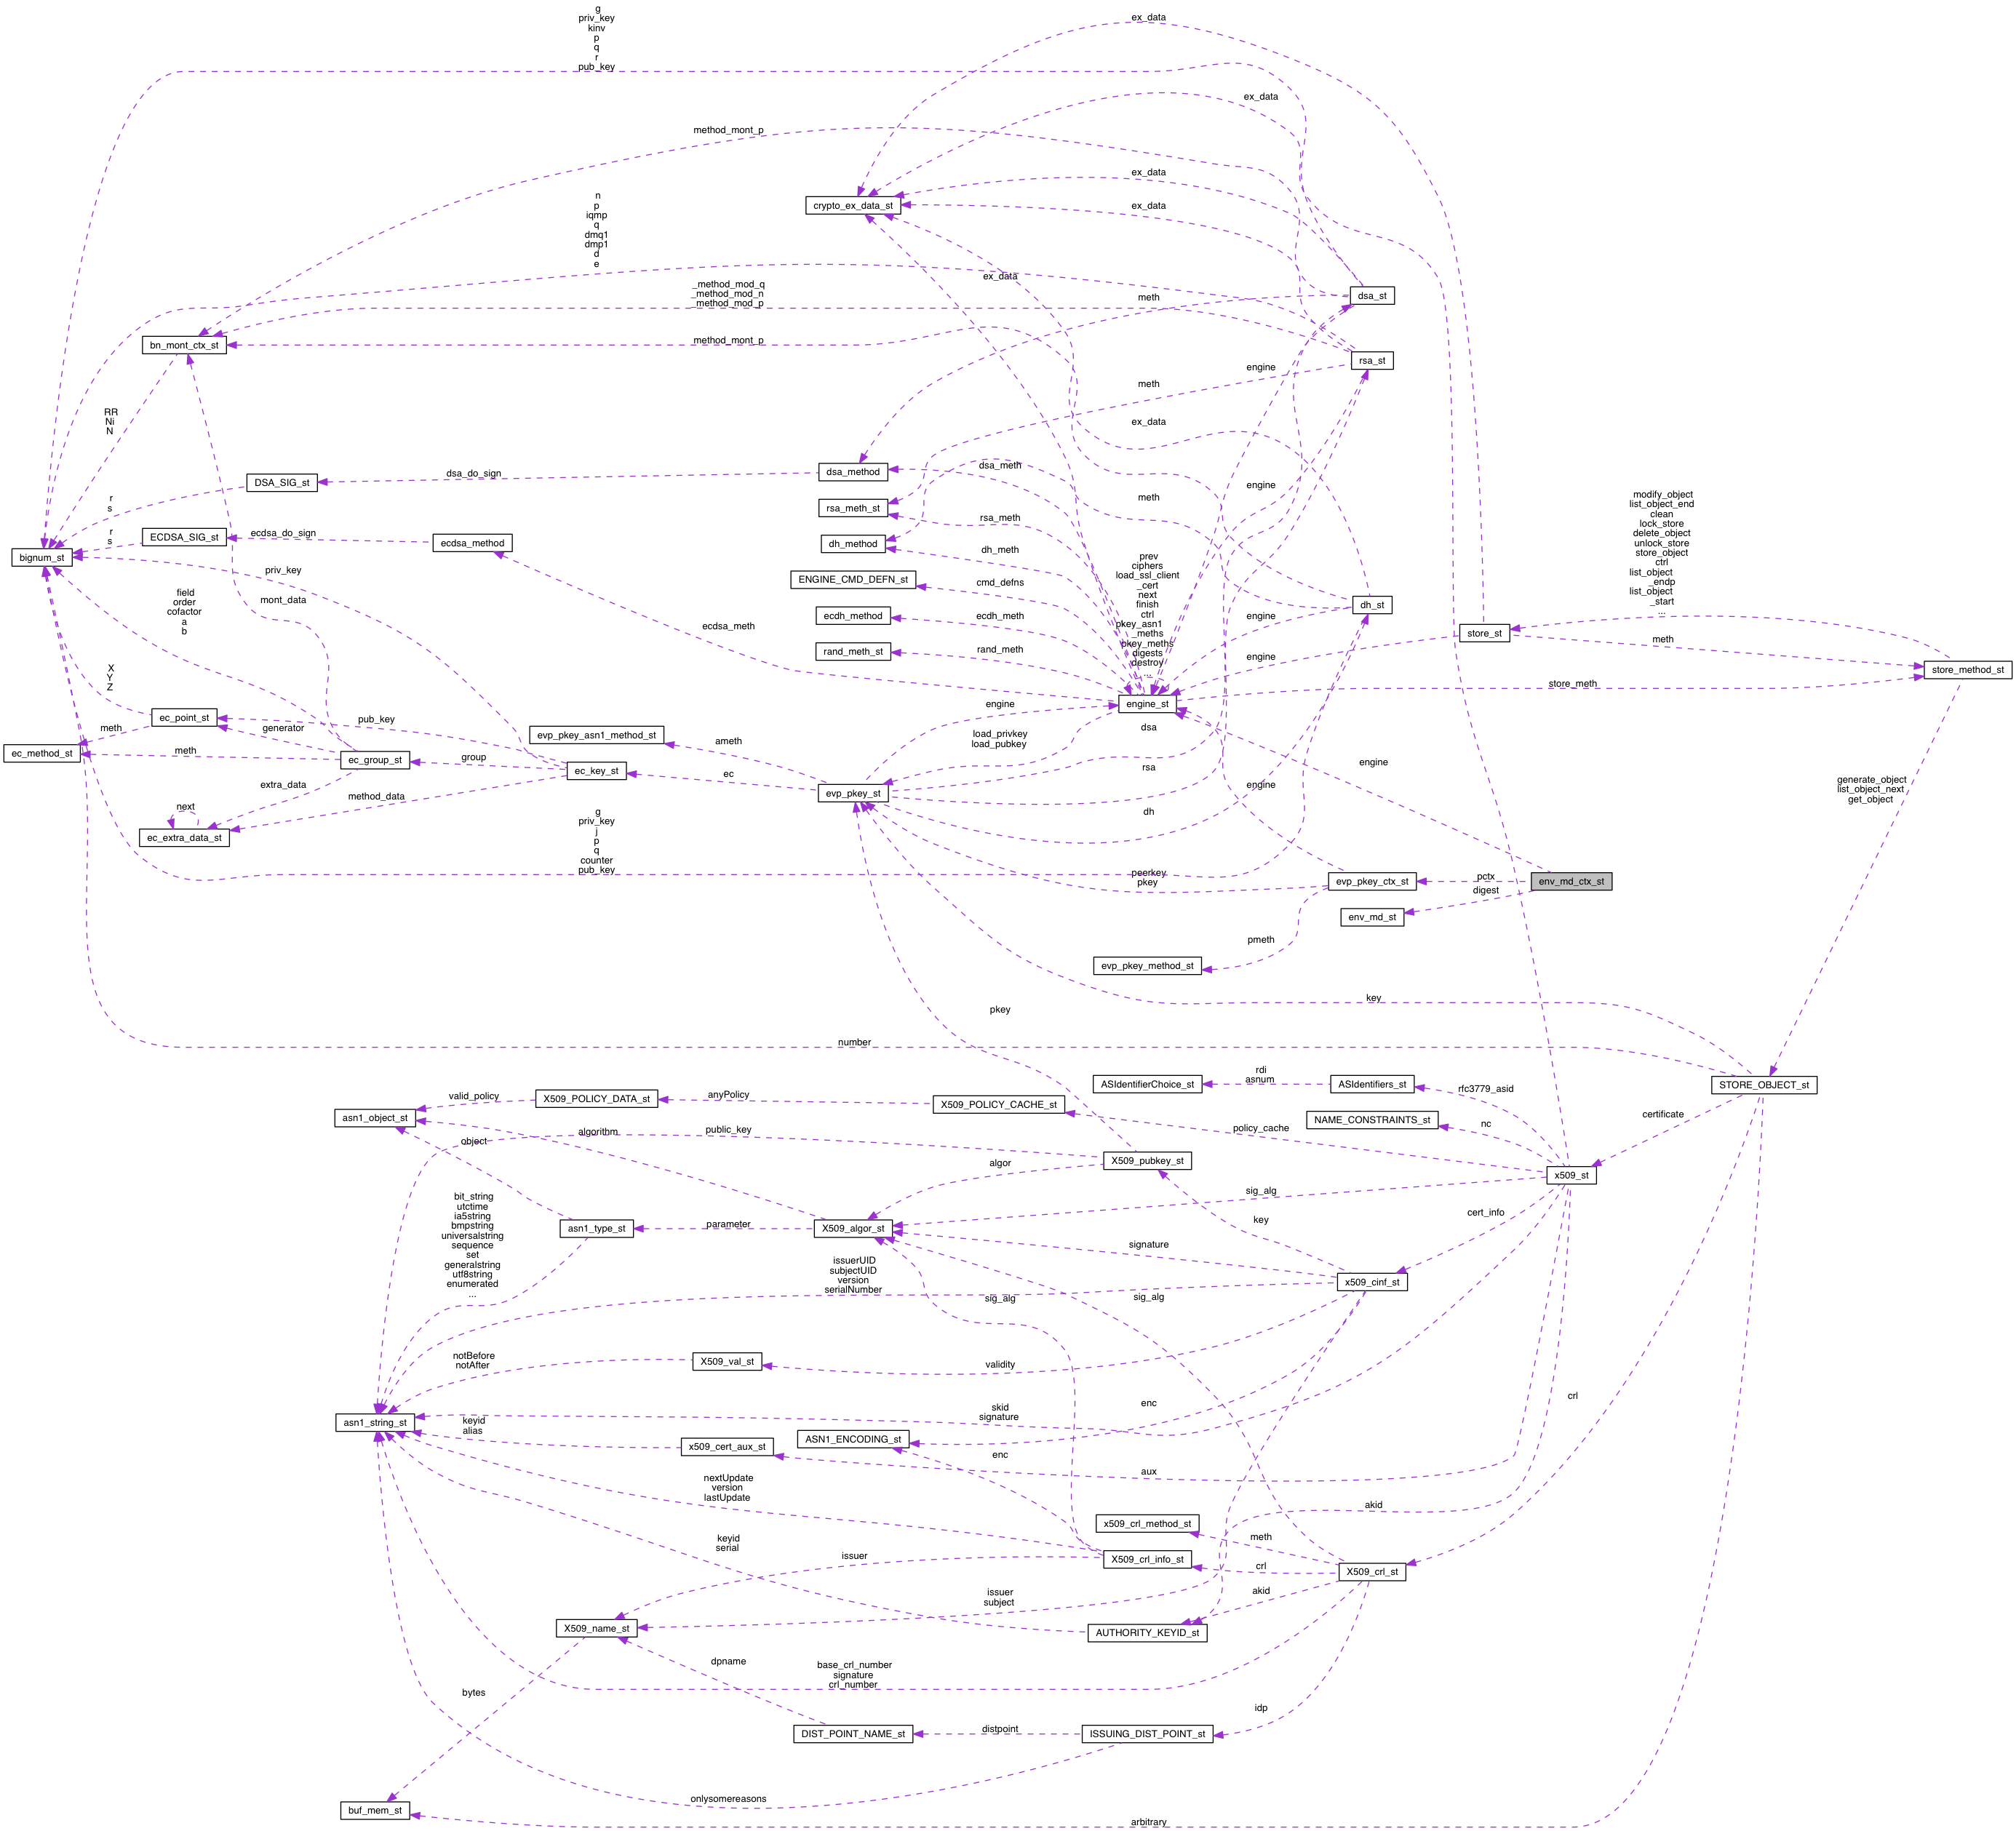 g
priv_key
kinv
p
q
r
pub_key
ex_data
ex_data
method_mont_p
ex_data
crypto_ex_data_st
ex_data
n
p
iqmp
q
dmq1
dmp1
d
e
ex_data
_method_mod_q
_method_mod_n
_method_mod_p
meth
dsa_st
bn_mont_ctx_st
method_mont_p
rsa_st
engine
meth
RR
Ni
N
ex_data
dsa_method
dsa_meth
DSA_SIG_st
dsa_do_sign
engine
r
s
rsa_meth_st
rsa_meth
meth
modify_object
list_object_end
clean
lock_store
delete_object
unlock_store
store_object
ctrl
list_object
_endp
list_object
_start
...
r
s
ECDSA_SIG_st
ecdsa_do_sign
ecdsa_method
dh_method
dh_meth
bignum_st
priv_key
ENGINE_CMD_DEFN_st
cmd_defns
prev
ciphers
load_ssl_client
_cert
next
finish
ctrl
pkey_asn1
_meths
pkey_meths
digests
destroy
...
field
order
cofactor
a
b
mont_data
ecdsa_meth
ecdh_method
ecdh_meth
engine
dh_st
store_st
rand_meth_st
rand_meth
engine
meth
store_method_st
X
Y
Z
store_meth
engine_st
engine
ec_point_st
pub_key
generator
meth
evp_pkey_asn1_method_st
ameth
load_privkey
load_pubkey
dsa
ec_method_st
meth
ec_group_st
group
ec_key_st
ec
rsa
engine
extra_data
method_data
evp_pkey_st
engine
generate_object
list_object_next
get_object
next
ec_extra_data_st
g
priv_key
j
p
q
counter
pub_key
dh
peerkey
pkey
evp_pkey_ctx_st
pctx
env_md_ctx_st
digest
env_md_st
pmeth
evp_pkey_method_st
key
pkey
number
rdi
asnum
ASIdentifierChoice_st
ASIdentifiers_st
rfc3779_asid
STORE_OBJECT_st
valid_policy
X509_POLICY_DATA_st
anyPolicy
X509_POLICY_CACHE_st
asn1_object_st
certificate
NAME_CONSTRAINTS_st
nc
policy_cache
algorithm
public_key
object
X509_pubkey_st
algor
x509_st
sig_alg
bit_string
utctime
ia5string
bmpstring
universalstring
sequence
set
generalstring
utf8string
enumerated
...
asn1_type_st
parameter
X509_algor_st
key
cert_info
signature
issuerUID
subjectUID
version
serialNumber
x509_cinf_st
sig_alg
sig_alg
notBefore
notAfter
X509_val_st
validity
crl
asn1_string_st
skid
signature
enc
keyid
alias
x509_cert_aux_st
ASN1_ENCODING_st
enc
aux
nextUpdate
version
lastUpdate
akid
x509_crl_method_st
meth
keyid
serial
issuer
X509_crl_info_st
crl
X509_crl_st
issuer
subject
akid
X509_name_st
AUTHORITY_KEYID_st
dpname
base_crl_number
signature
crl_number
bytes
idp
DIST_POINT_NAME_st
distpoint
ISSUING_DIST_POINT_st
onlysomereasons
buf_mem_st
arbitrary